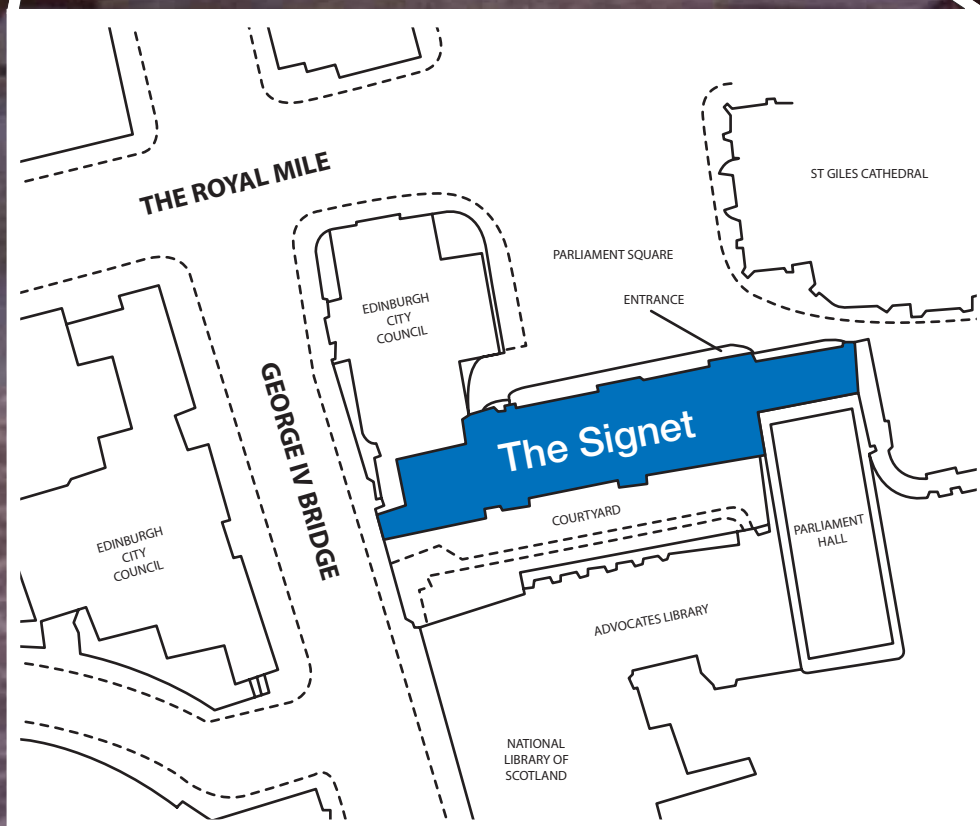 THE ROYAL MILE
ST GILES CATHEDRAL
PARLIAMENT SQUARE
ENTRANCE
EDINBURGH
CITY
COUNCIL
GEORGE IV BRIDGE
The Signet
COURTYARD
PARLIAMENT
HALL
EDINBURGH
CITY
COUNCIL
ADVOCATES LIBRARY
NATIONAL
LIBRARY OF
SCOTLAND